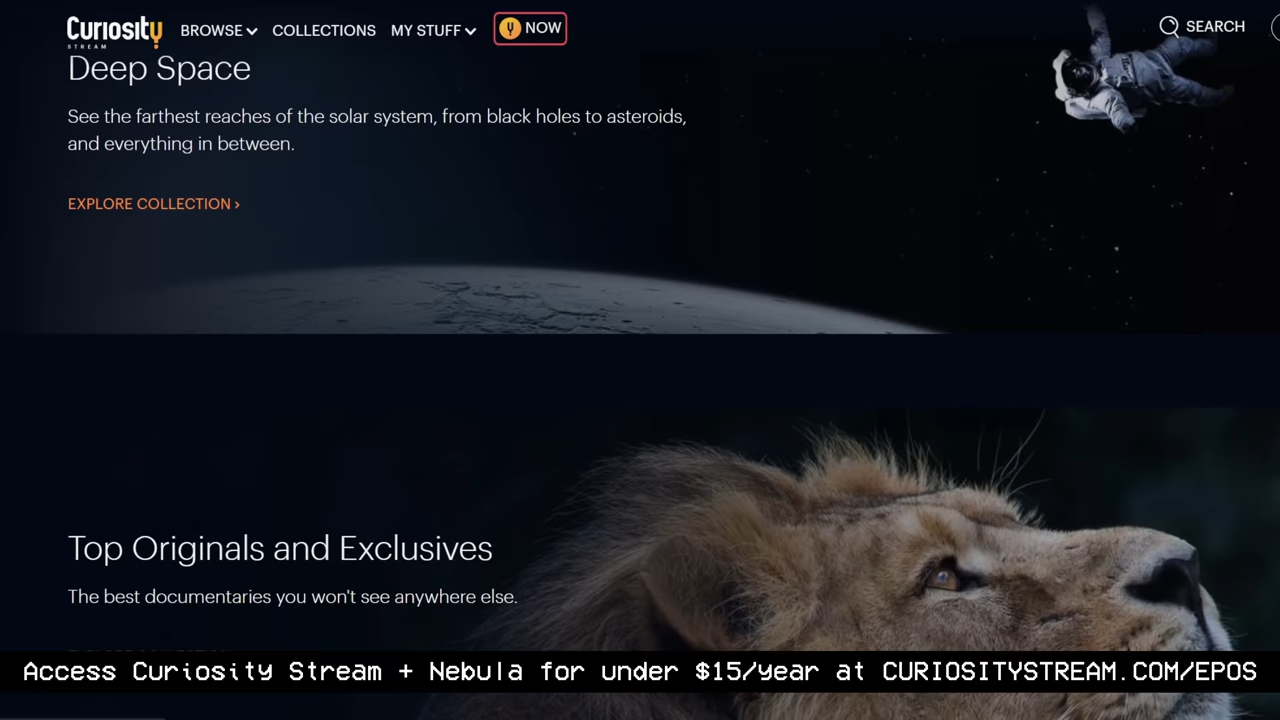 Curiosity
STREAM
BROWSE
COLLECTIONS
MY STUFF
NOW
SEARCH
Deep Space
See the farthest reaches of the solar system, from black holes to asteroids,
and everything in between.
EXPLORE COLLECTION ›
Top Originals and Exclusives
The best documentaries you won't see anywhere else.
Access Curiosity Stream + Nebula for under $15/year at CURIOSITYSTREAM.COM/EPOS